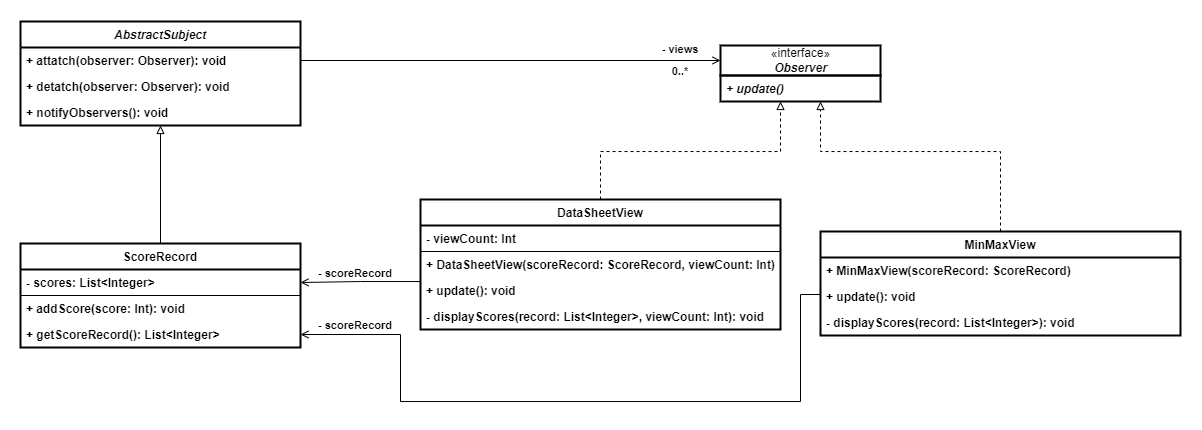 AbstractSubject
+ attatch(observer: Observer): void
+ detatch(observer: Observer): void
+ notifyObservers(): void
- views
0..*
«interface»
Observer
+ update()
DataSheetView
- viewCount: Int
+ DataSheetView(scoreRecord: ScoreRecord, viewCount: Int)
+ update(): void
- displayScores(record: List<Integer>, viewCount: Int): void
MinMaxView
+ MinMaxView(scoreRecord: ScoreRecord)
+ update(): void
- displayScores(record: List<Integer>): void
ScoreRecord
- scores: List<Integer>
+ addScore(score: Int): void
+ getScoreRecord(): List<Integer>
- scoreRecord
- scoreRecord